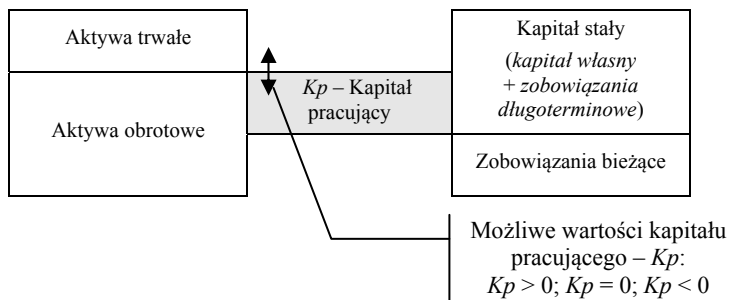 Aktywa trwałe
Aktywa obrotowe
Kp – Kapitał
pracujący
Kapitał stały
(kapitał własny
+ zobowiązania
długoterminowe)
Zobowiązania bieżące
Możliwe wartości kapitału
pracującego – Kp:
Kp > 0; Kp = 0; Kp < 0